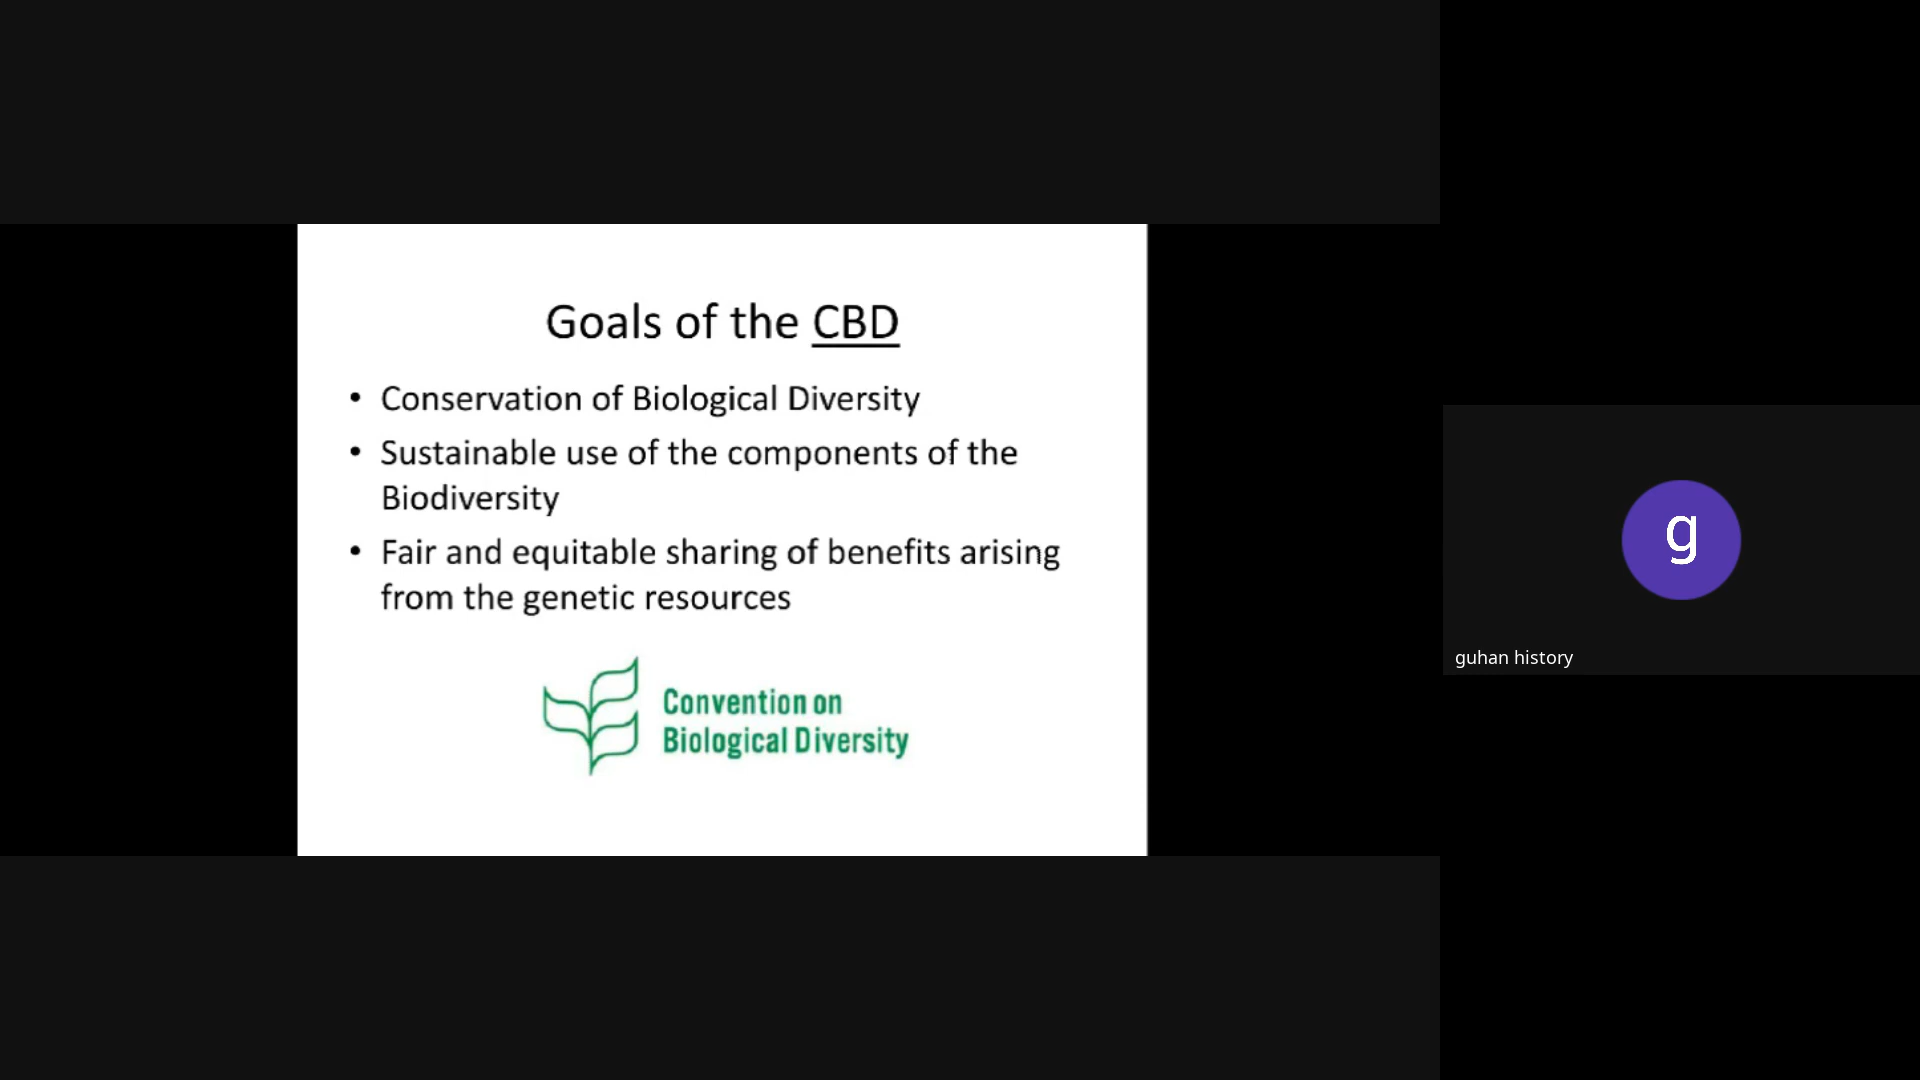 Goals of the CBD
• Conservation of Biological Diversity
• Sustainable use of the components of the
Biodiversity
• Fair and equitable sharing of benefits arising
from the genetic resources
Convention on
Biological Diversity
g
guhan history